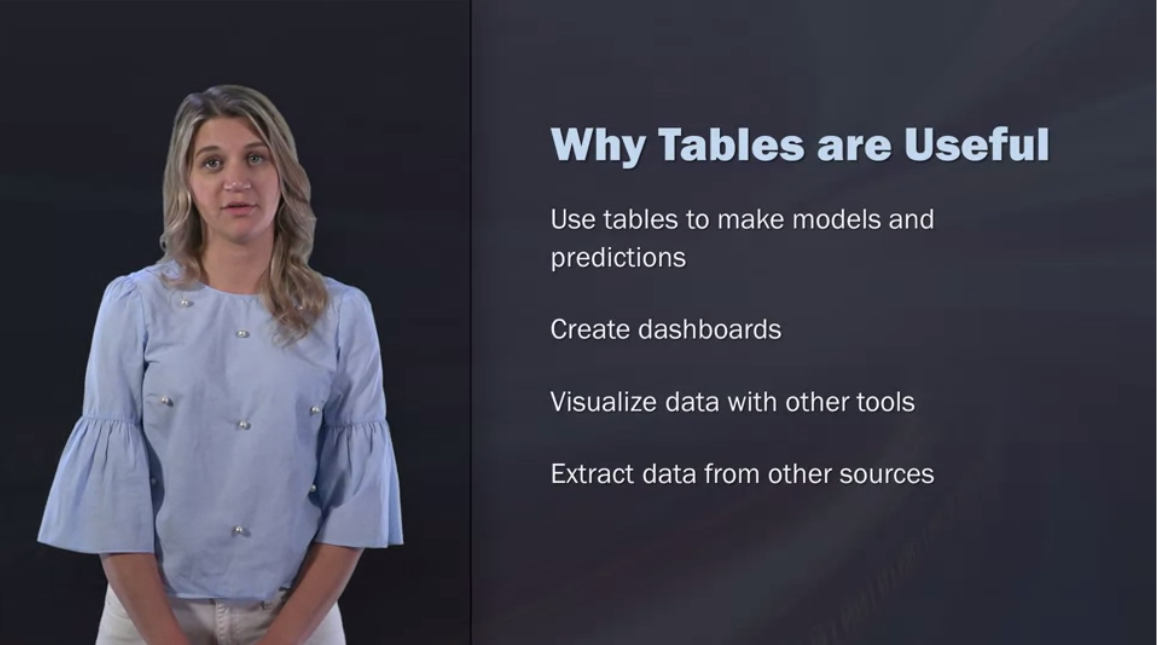 Why Tables are Useful
Use tables to make models and
predictions
Create dashboards
Visualize data with other tools
Extract data from other sources